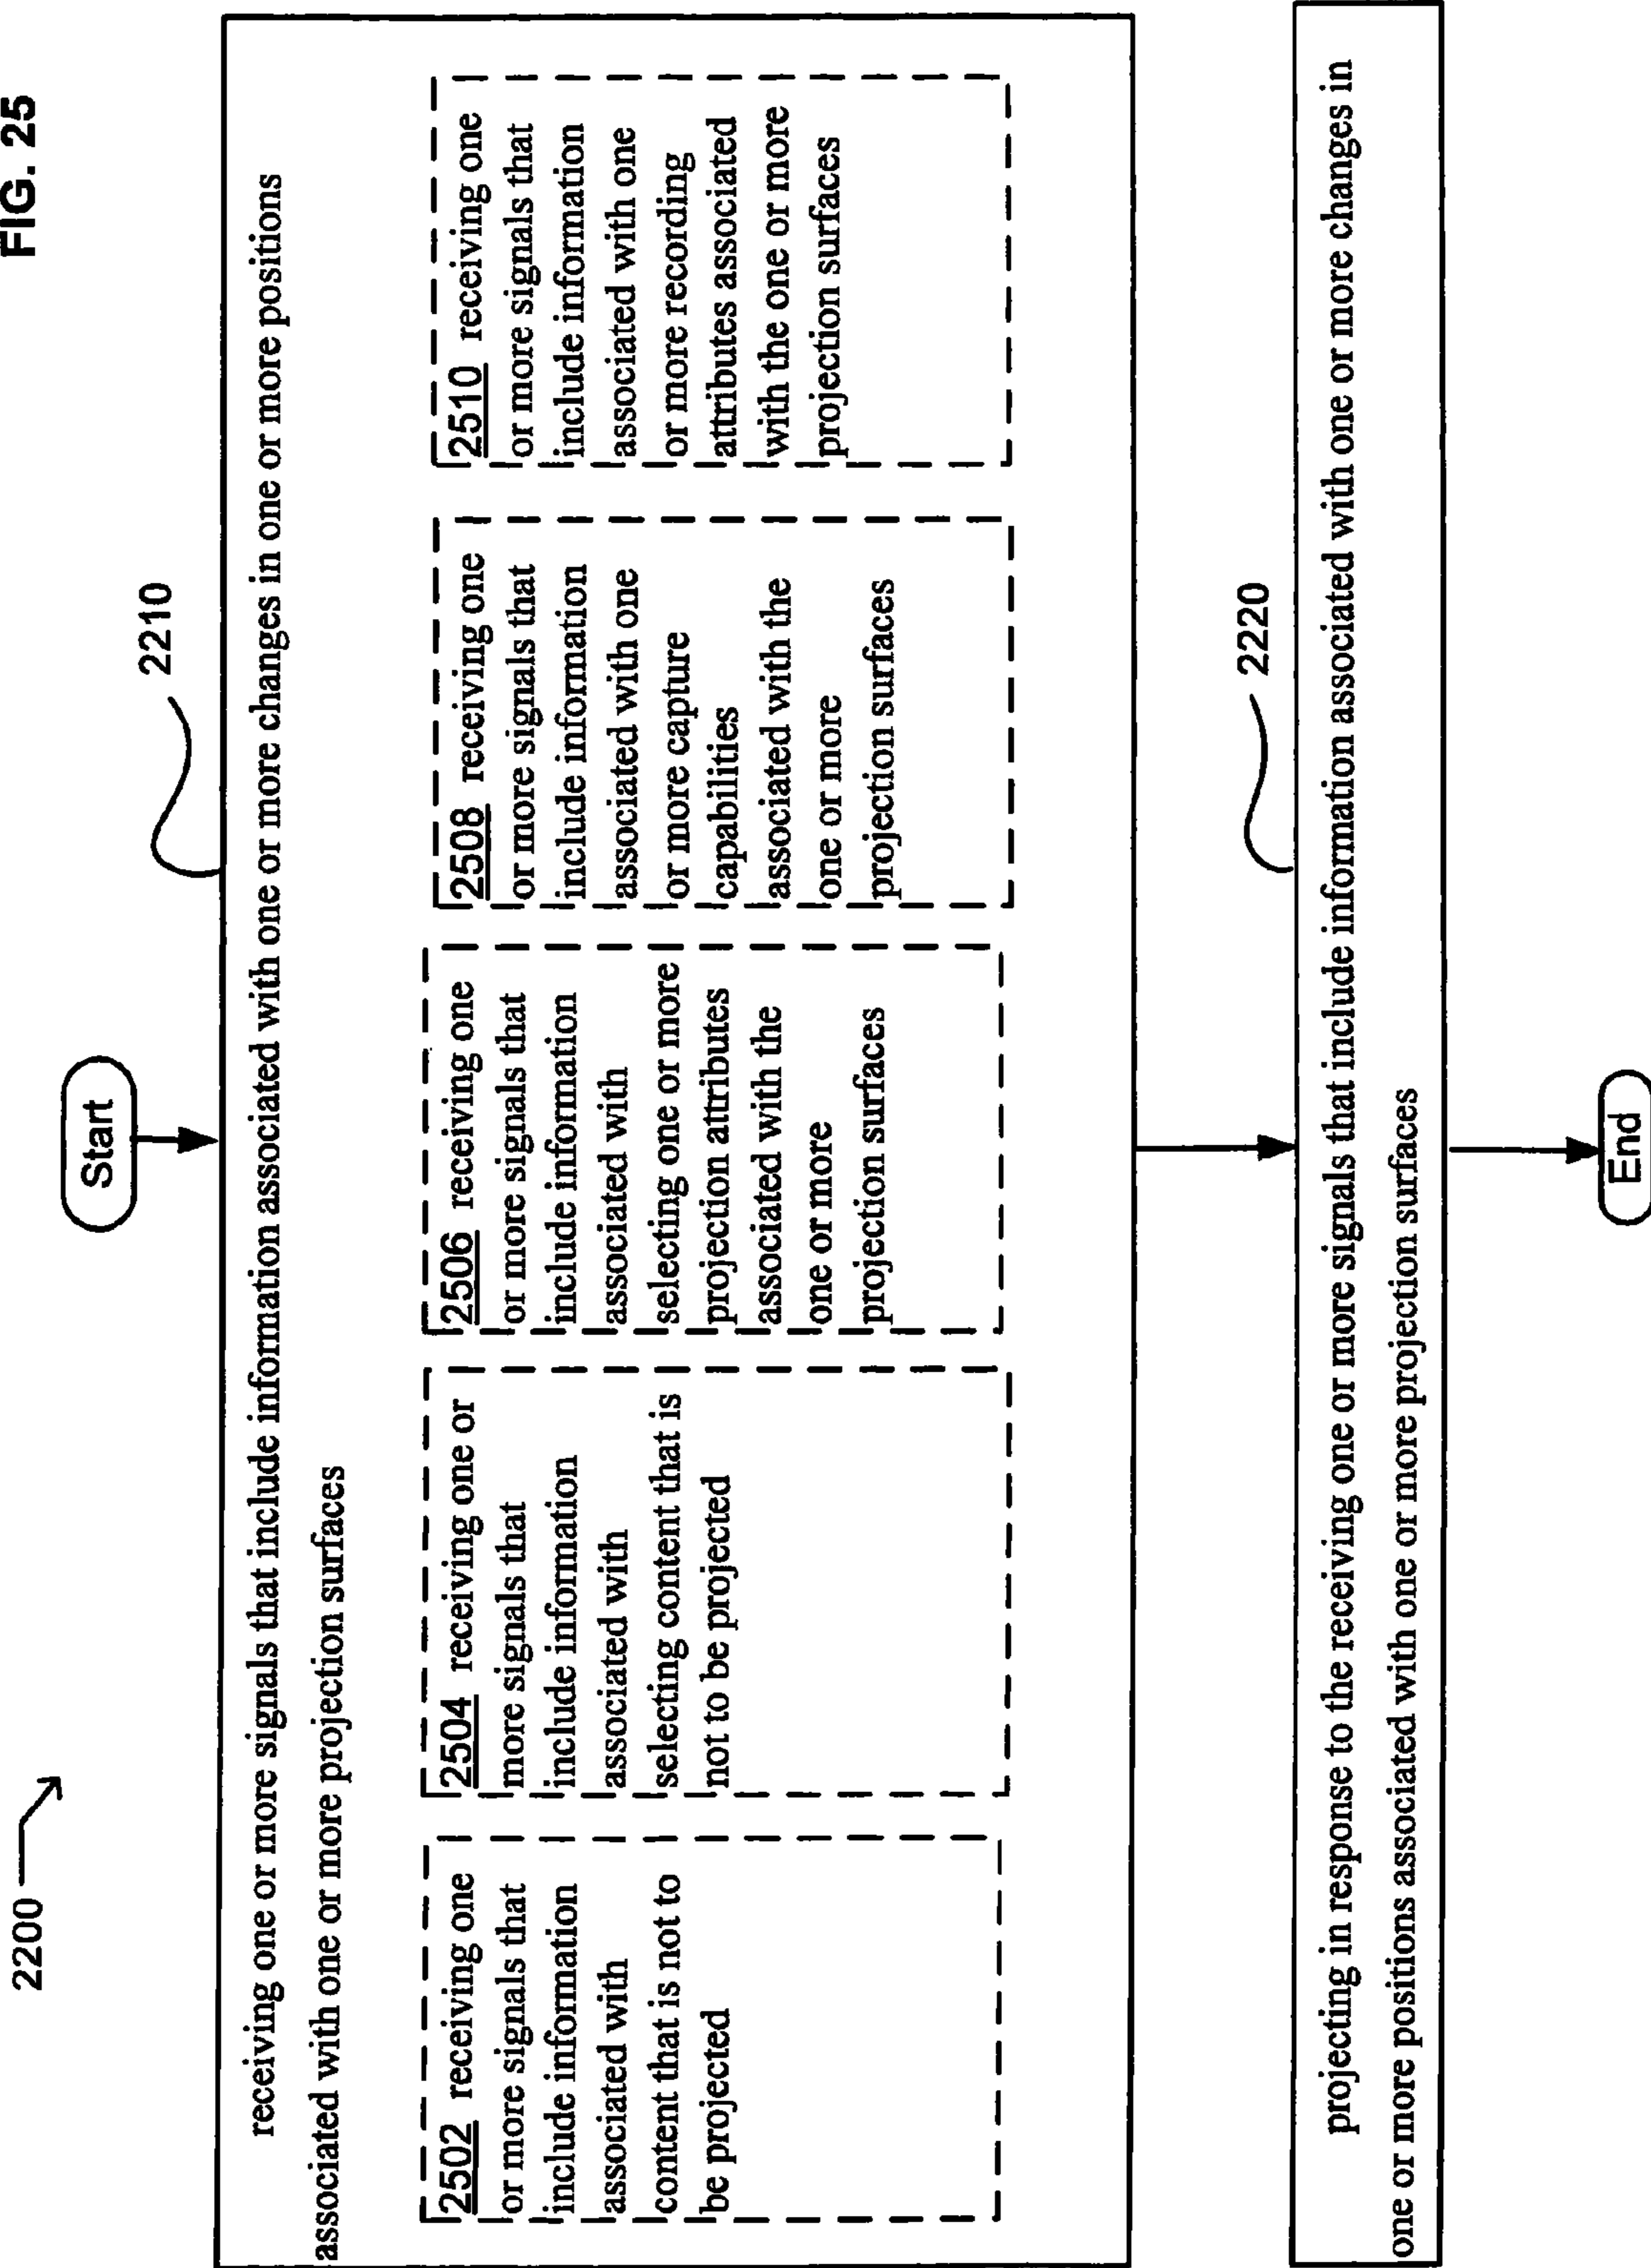 FIG. 25
2200
Start
2210
receiving one or more signals that include information associated with one or more changes in one or more positions
associated with one or more projection surfaces
2502 receiving one
or more signals that
include information
associated with
content that is not to
be projected
2504 receiving one or
more signals that
include information
associated with
selecting content that is
not to be projected
2506 receiving one
or more signals that
include information
associated with
selecting one or more
projection attributes
associated with the
one or more
projection surfaces
2508 receiving one
or more signals that
include information
associated with one
or more capture
capabilities
associated with the
one or more
projection surfaces
2510 receiving one
or more signals that
include information
associated with one
or more recording
attributes associated
with the one or more
projection surfaces
2220
projecting in response to the receiving one or more signals that include information associated with one or more changes in
one or more positions associated with one or more projection surfaces
End